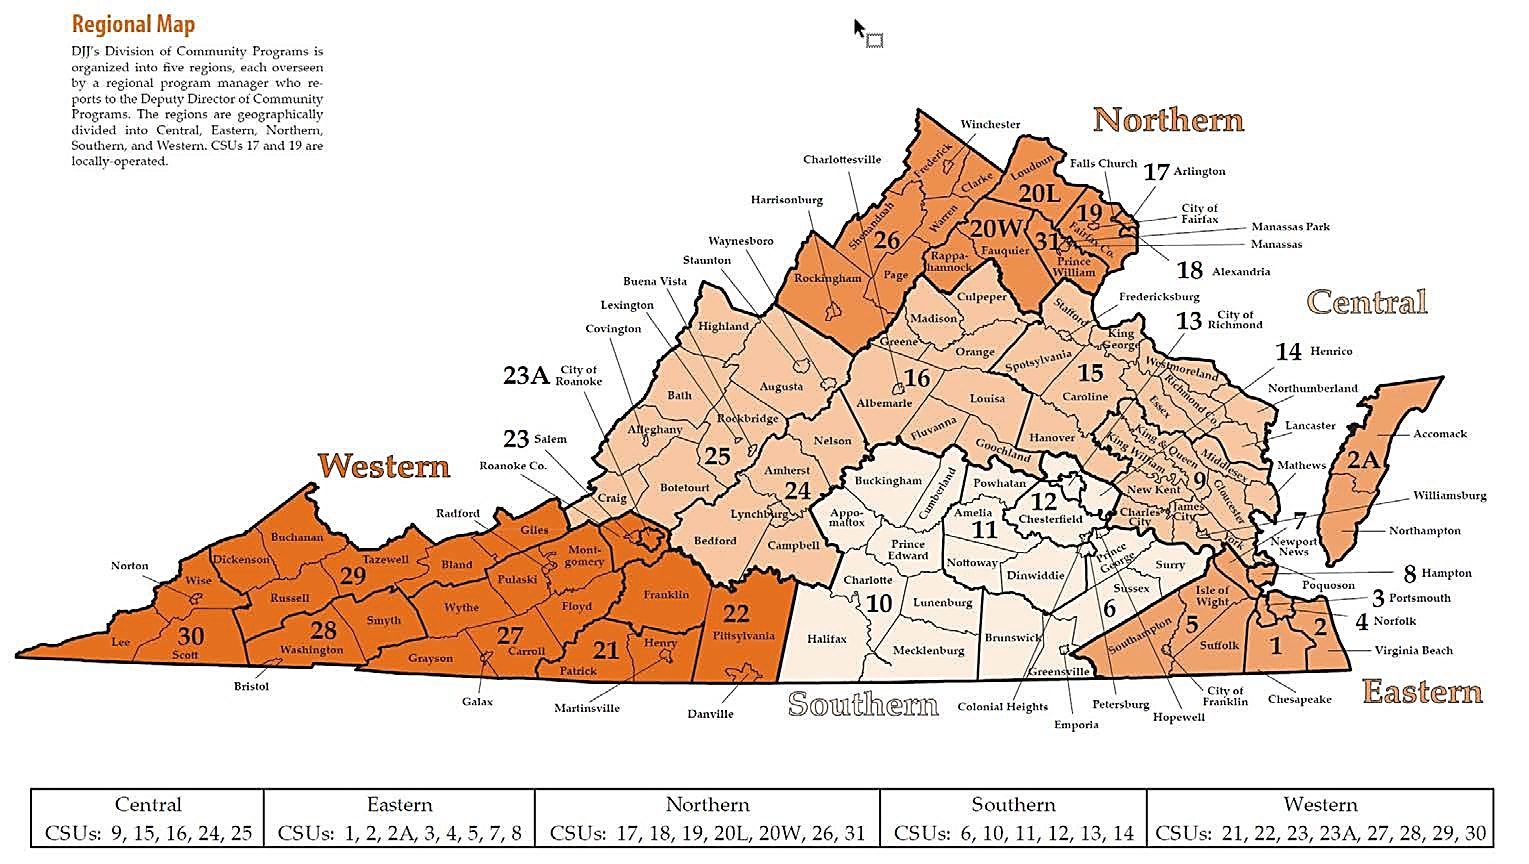 Regional Map
DJJ's Division of Community Programs is
organized into five regions, each overseen
by a regional program manager who re-
ports to the Deputy Director of Community
Programs. The regions are geographically
divided into Central, Eastern, Northern,
Southern, and Western. CSUs 17 and 19 are
locally-operated.
Northern
Winchester
Frederick
Clarke
Loudoun
20L
Falls Church
17 Arlington
Charlottesville
Harrisonburg
Shenandoah
Warren
26
20W
Fauquier
19
Fairfax Co.
31
City of
Fairfax
Manassas Park
Manassas
18 Alexandria
Prince
William
Rappa-
hannock
Page
Rockingham
Waynesboro
Staunton
Buena Vista
Lexington
Covington
Central
Culpeper
Madison
Greene
Orange
Stafford
Fredericksburg
13 City of
Richmond
King
George
14 Henrico
Westmoreland
Northumberland
Richmond Co.
Lancaster
Essex
Spotsylvania
15
Caroline
16
Albemarle
Louisa
Fluvanna
Goochland
Hanover
King William
King & Queen
Middlesex
Mathews
9
Gloucester
New Kent
Charles
City
James
City
York
Highland
Augusta
Bath
Rockbridge
Alleghany
25
Botetourt
Craig
Nelson
Amherst
24
Lynchburg
Bedford
Campbell
23A City of
Roanoke
23 Salem
Roanoke Co.
Accomack
2A
Northampton
Williamsburg
7
Newport
News
Poquoson
8 Hampton
3 Portsmouth
4 Norfolk
Virginia Beach
2
1
Chesapeake
5
Suffolk
Isle of
Wight
Southampton
City of
Franklin
Eastern
Buckingham
Cumberland
Powhatan
Appo-
mattox
Amelia
11
12
Chesterfield
Prince
Edward
Nottoway
Dinwiddie
Prince
George
Surry
Sussex
6
Charlotte
10
Lunenburg
Halifax
Mecklenburg
Brunswick
Greensville
Colonial Heights
Emporia
Petersburg
Hopewell
Southern
Western
Radford
Giles
Mont-
gomery
Buchanan
Dickenson
Tazewell
Bland
Pulaski
Norton
Wise
29
Russell
Wythe
Floyd
Franklin
22
Pittsylvania
Lee
30
Scott
28
Washington
Smyth
Grayson
27
Carroll
21
Henry
Patrick
Bristol
Galax
Martinsville
Danville
Central
CSUs: 9, 15, 16, 24, 25
Eastern
CSUs: 1, 2, 2A, 3, 4, 5, 7, 8
Northern
CSUs: 17, 18, 19, 20L, 20W, 26, 31
Southern
CSUs: 6, 10, 11, 12, 13, 14
Western
CSUs: 21, 22, 23, 23A, 27, 28, 29, 30